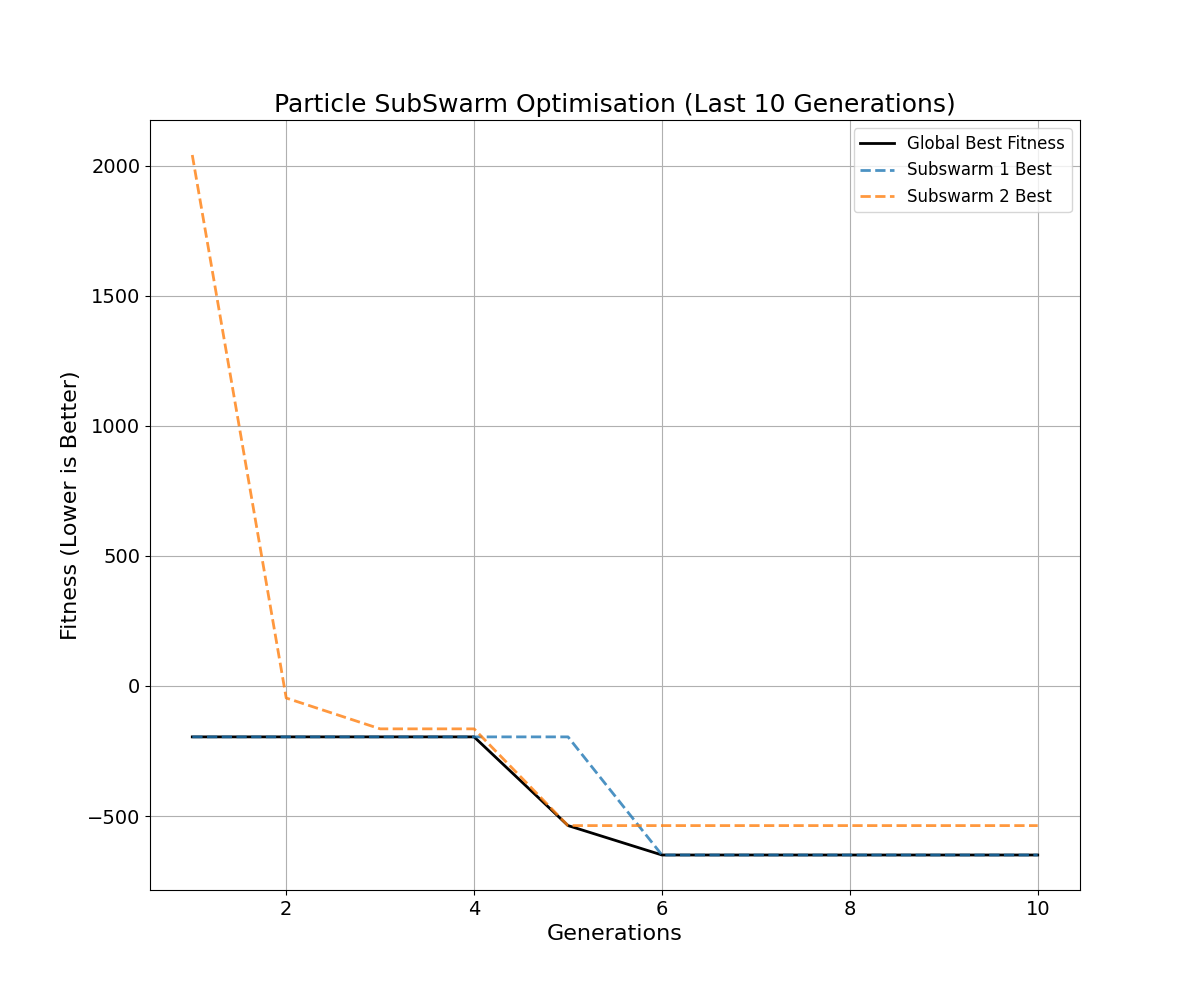 Particle SubSwarm Optimisation (Last 10 Generations)
Global Best Fitness
Subswarm 1 Best
Subswarm 2 Best
Fitness (Lower is Better)
2000
1500
1000
500
0
−500
2 4 6 8 10
Generations